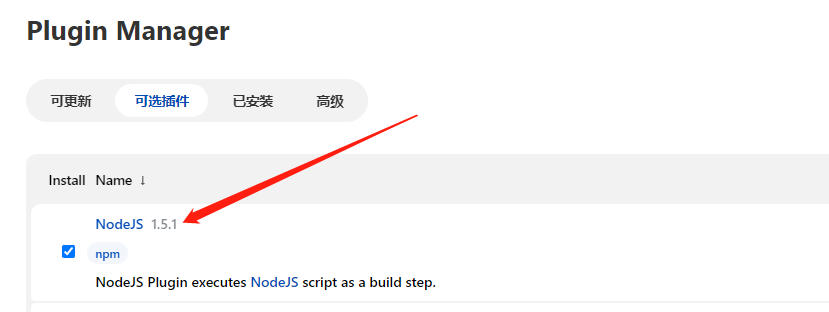 Plugin Manager
可更新 可选插件 已安装 高级
Install Name ↓
NodeJS 1.5.1
npm
NodeJS Plugin executes NodeJS script as a build step.